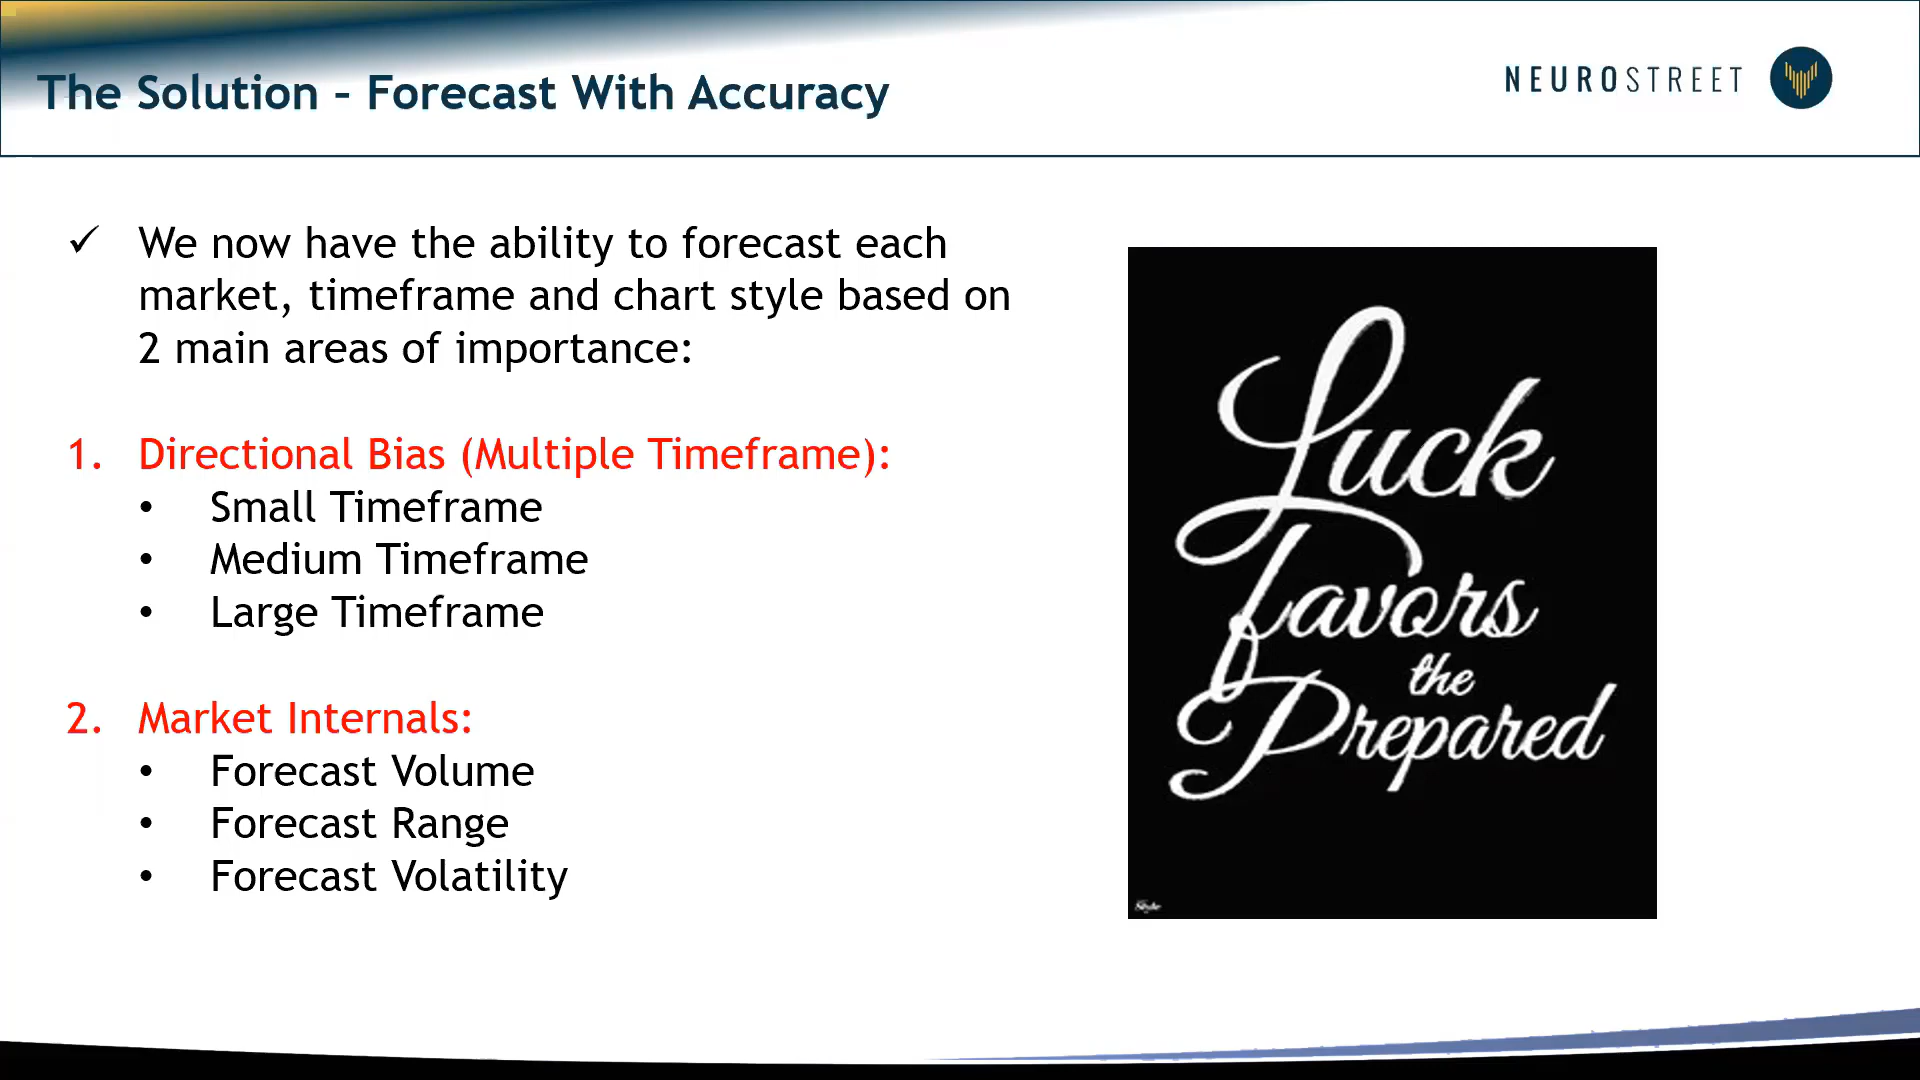 The Solution – Forecast With Accuracy
NEUROSTREET
✓ We now have the ability to forecast each
market, timeframe and chart style based on
2 main areas of importance:
1. Directional Bias (Multiple Timeframe):
• Small Timeframe
• Medium Timeframe
• Large Timeframe
2. Market Internals:
• Forecast Volume
• Forecast Range
• Forecast Volatility
Luck
Favors
the
Prepared